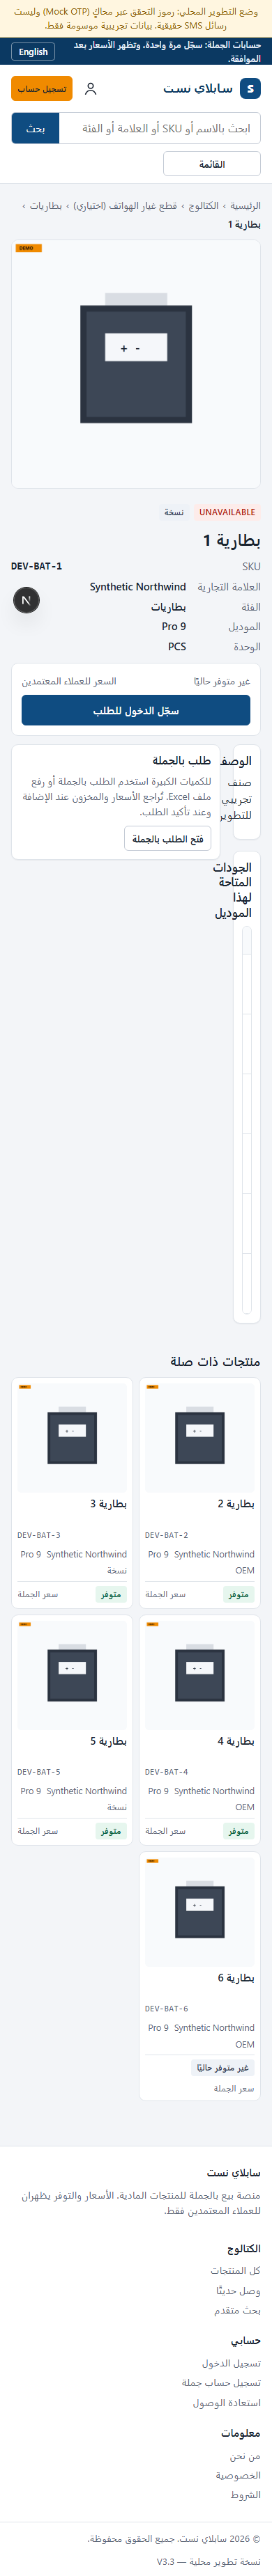 وضع التطوير المحلي: رموز التحقق عبر محاكٍ (Mock OTP) وليست
رسائل SMS حقيقية. بيانات تجريبية موسومة فقط.
حسابات الجملة: سجّل مرة واحدة، وتظهر الأسعار بعد
الموافقة.
English
S
سابلاي نست
تسجيل حساب
ابحث بالاسم أو SKU أو العلامة أو الفئة
بحث
القائمة
الرئيسية › الكتالوج › قطع غيار الهواتف (اختياري) › بطاريات ›
بطارية 1
DEMO
+ -
UNAVAILABLE
نسخة
بطارية 1
SKU
DEV-BAT-1
العلامة التجارية
Synthetic Northwind
الفئة
بطاريات
الموديل
Pro 9
الوحدة
PCS
N
غير متوفر حاليًا
السعر للعملاء المعتمدين
سجّل الدخول للطلب
الوصف
صنف
تجريبي
للتطوير
طلب بالجملة
للكميات الكبيرة استخدم الطلب بالجملة أو رفع
ملف Excel. تُراجع الأسعار والمخزون عند الإضافة
وعند تأكيد الطلب.
فتح الطلب بالجملة
الجودات
المتاحة
لهذا
الموديل
منتجات ذات صلة
+ -
بطارية 2
DEV-BAT-2
Pro 9 Synthetic Northwind
OEM
متوفر
سعر الجملة
+ -
بطارية 3
DEV-BAT-3
Pro 9 Synthetic Northwind
نسخة
متوفر
سعر الجملة
+ -
بطارية 4
DEV-BAT-4
Pro 9 Synthetic Northwind
OEM
متوفر
سعر الجملة
+ -
بطارية 5
DEV-BAT-5
Pro 9 Synthetic Northwind
نسخة
متوفر
سعر الجملة
+ -
بطارية 6
DEV-BAT-6
Pro 9 Synthetic Northwind
OEM
غير متوفر حاليًا
سعر الجملة
سابلاي نست
منصة بيع بالجملة للمنتجات المادية. الأسعار والتوفر يظهران
للعملاء المعتمدين فقط.
الكتالوج
كل المنتجات
وصل حديثًا
بحث متقدم
حسابي
تسجيل الدخول
تسجيل حساب جملة
استعادة الوصول
معلومات
من نحن
الخصوصية
الشروط
© 2026 سابلاي نست. جميع الحقوق محفوظة.
نسخة تطوير محلية — V3.3